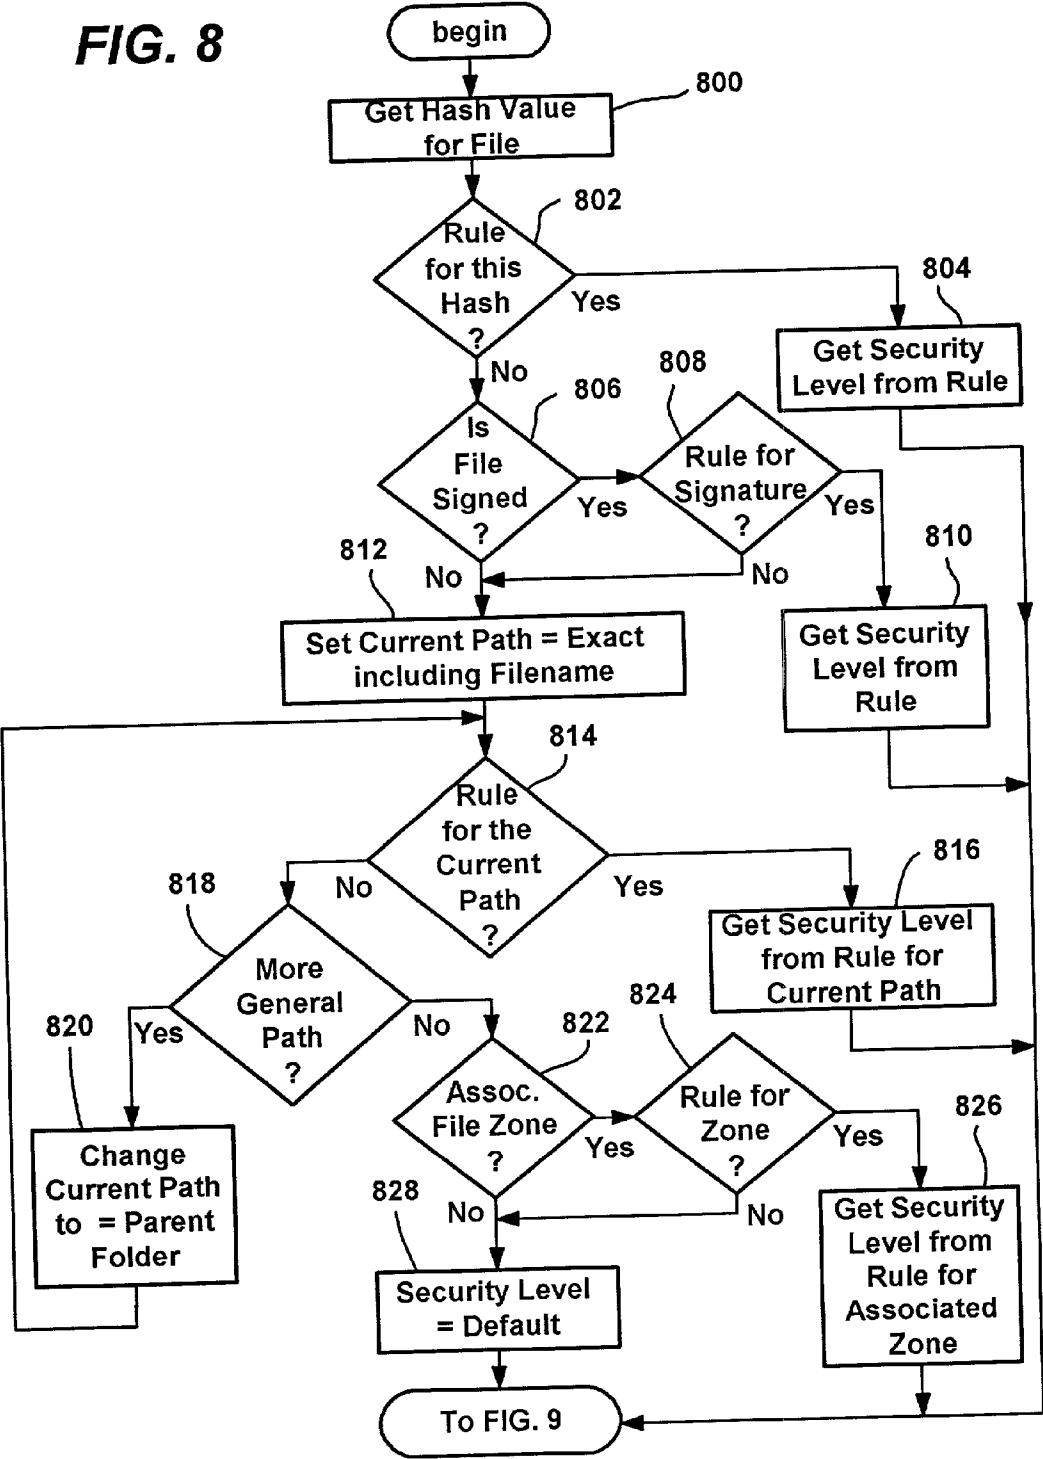 FIG. 8
begin
800
Get Hash Value
for File
802
Rule
for this
Hash
?
Yes
No
804
Get Security
Level from Rule
806
Is
File
Signed
?
Yes
No
808
Rule for
Signature
?
Yes
No
810
Get Security
Level from
Rule
812
Set Current Path = Exact
including Filename
814
Rule
for the
Current
Path
?
No
Yes
816
Get Security Level
from Rule for
Current Path
818
More
General
Path
?
Yes
No
820
Change
Current Path
to = Parent
Folder
822
Assoc.
File Zone
?
Yes
No
824
Rule for
Zone
?
Yes
No
826
Get Security
Level from
Rule for
Associated
Zone
828
Security Level
= Default
To FIG. 9